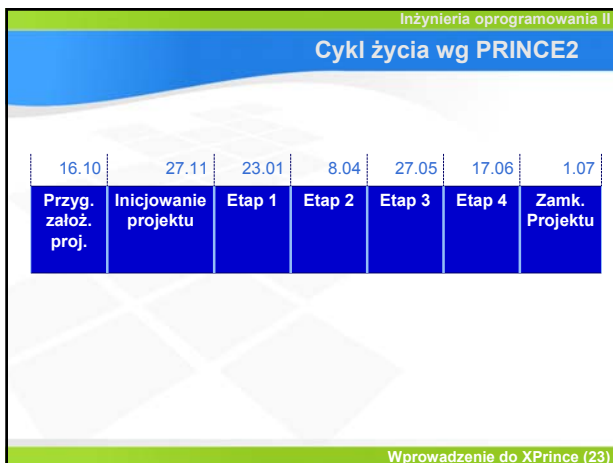 Inżynieria oprogramowania II
Cykl życia wg PRINCE2
16.10 27.11 23.01 8.04 27.05 17.06 1.07
Przyg. Inicjowanie Etap 1 Etap 2 Etap 3 Etap 4 Zamk.
założ. projektu Projektu
proj.
Wprowadzenie do XPrince (23)